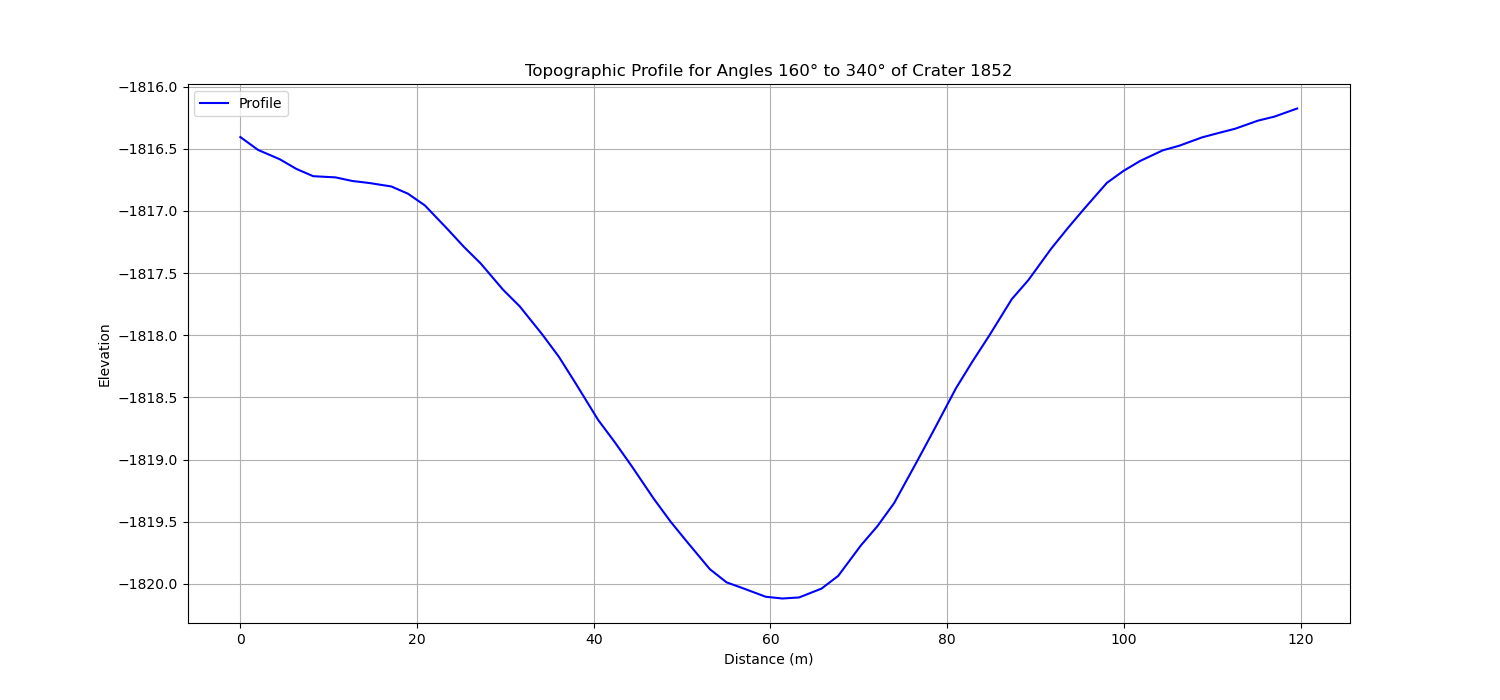 Topographic Profile for Angles 160° to 340° of Crater 1852
Profile
−1816.0
−1816.5
−1817.0
−1817.5
−1818.0
−1818.5
−1819.0
−1819.5
−1820.0
Elevation
0 20 40 60 80 100 120
Distance (m)